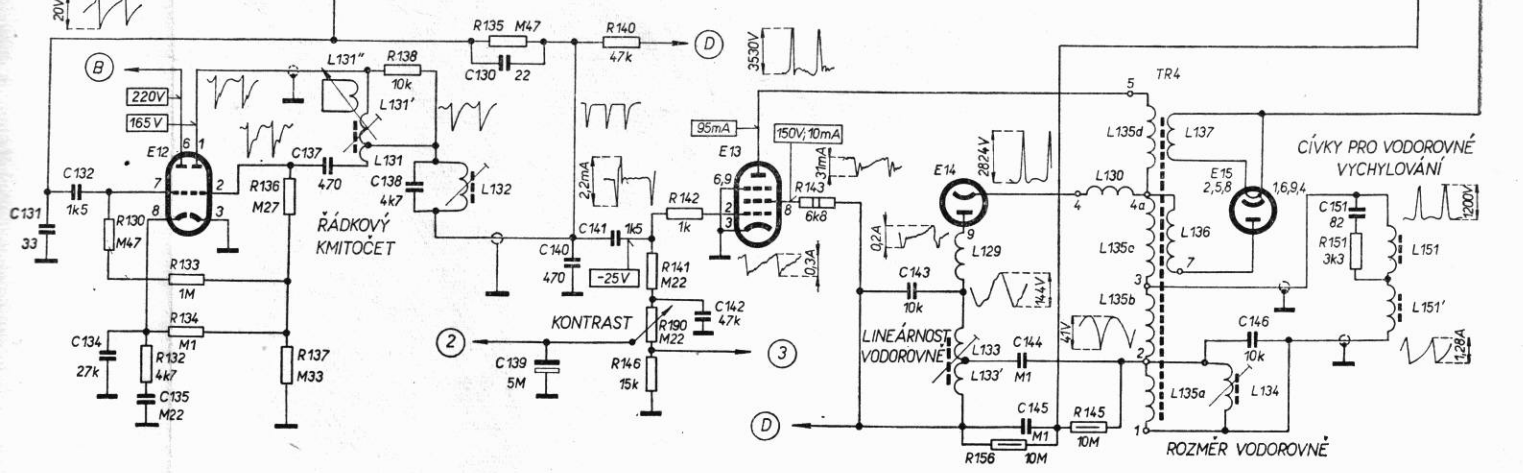 20V
R135 M47
R140
47k
D
C130 22
B
L131"
R138
10k
L131'
220V
165V
6 1
E12
C132
1k5
7
2
8
3
C131
33
R130
M47
R136
M27
C137
470
L131
C138
4k7
L132
ŘÁDKOVÝ
KMITOČET
R133
1M
R134
M1
C134
27k
R132
4k7
C135
M22
R137
M33
2,2mA
C141 1k5
C140
470
-25V
R142
1k
R141
M22
C142
47k
KONTRAST
R190
M22
2
3
C139
5M
R146
15k
3530V
95mA
150V; 10mA
E13
6,9
2
3
8
31mA
R143
6k8
0,3A
0,2A
2824V
E14
9
L129
C143
10k
144V
LINEÁRNOST
VODOROVNĚ
L133
L133'
C144
M1
41V
D
C145
M1
R145
10M
R156
10M
TR4
5
L135d
L137
L130
4
4a
L135c
L136
7
3
L135b
2
L135a
1
E15
2,5,8
1,6,9,4
CÍVKY PRO VODOROVNÉ
VYCHYLOVÁNÍ
C151
82
R151
3k3
L151
L151'
1200V
1,28A
C146
10k
L134
ROZMĚR VODOROVNĚ